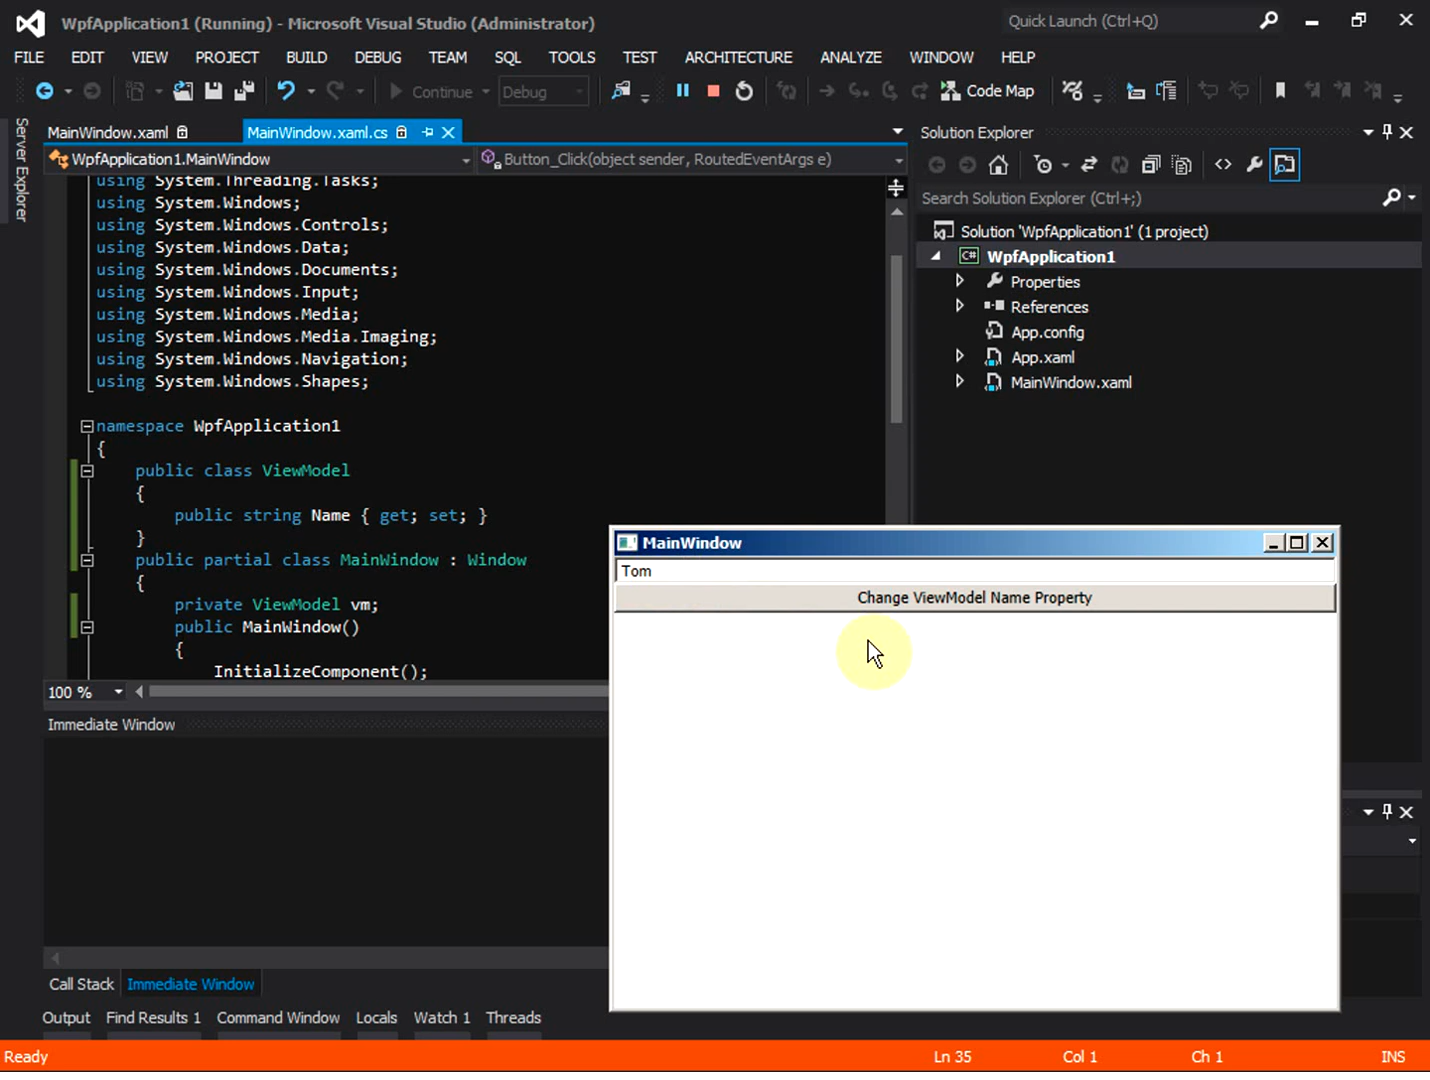 WpfApplication1 (Running) - Microsoft Visual Studio (Administrator)
Quick Launch (Ctrl+Q)
FILE EDIT VIEW PROJECT BUILD DEBUG TEAM SQL TOOLS TEST ARCHITECTURE ANALYZE WINDOW HELP
Continue Debug Code Map
Server Explorer
MainWindow.xaml MainWindow.xaml.cs
WpfApplication1.MainWindow Button_Click(object sender, RoutedEventArgs e)
using System.Threading.Tasks;
using System.Windows;
using System.Windows.Controls;
using System.Windows.Data;
using System.Windows.Documents;
using System.Windows.Input;
using System.Windows.Media;
using System.Windows.Media.Imaging;
using System.Windows.Navigation;
using System.Windows.Shapes;
namespace WpfApplication1
{
public class ViewModel
{
public string Name { get; set; }
}
public partial class MainWindow : Window
{
private ViewModel vm;
public MainWindow()
{
InitializeComponent();
100 %
Solution Explorer
Search Solution Explorer (Ctrl+;)
Solution 'WpfApplication1' (1 project)
C# WpfApplication1
Properties
References
App.config
App.xaml
MainWindow.xaml
MainWindow
Tom
Change ViewModel Name Property
Immediate Window
Call Stack Immediate Window
Output Find Results 1 Command Window Locals Watch 1 Threads
Ready Ln 35 Col 1 Ch 1 INS